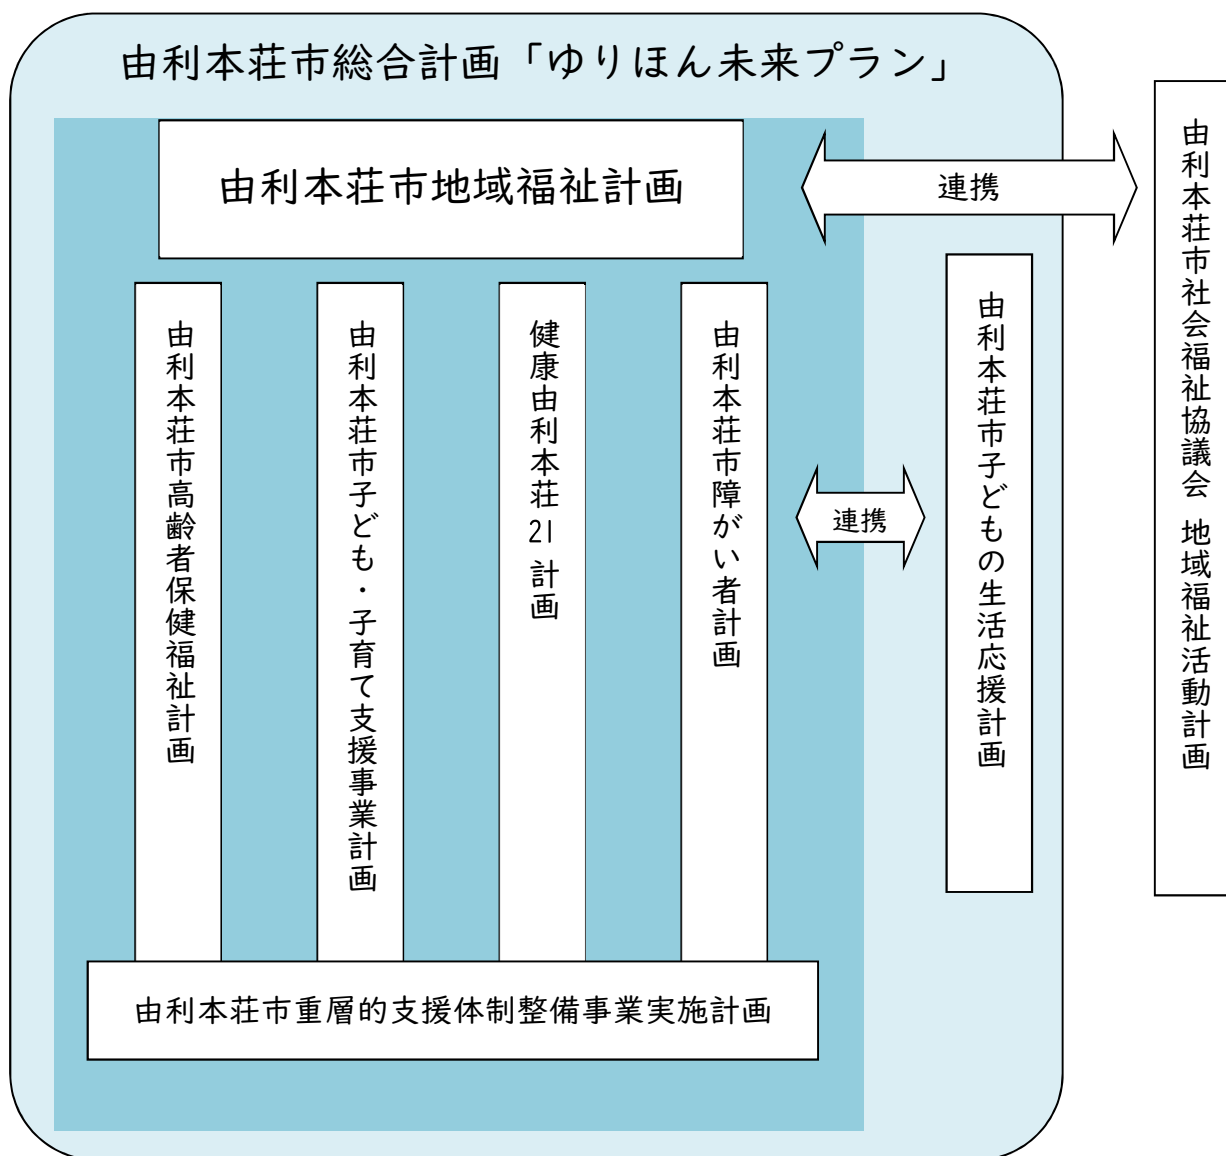 由利本荘市総合計画「ゆりほん未来プラン」
由利本荘市地域福祉計画
連携
由利本荘市社会福祉協議会 地域福祉活動計画
由利本荘市子どもの生活応援計画
連携
由利本荘市障がい者計画
健康由利本荘21計画
由利本荘市子ども・子育て支援事業計画
由利本荘市高齢者保健福祉計画
由利本荘市重層的支援体制整備事業実施計画